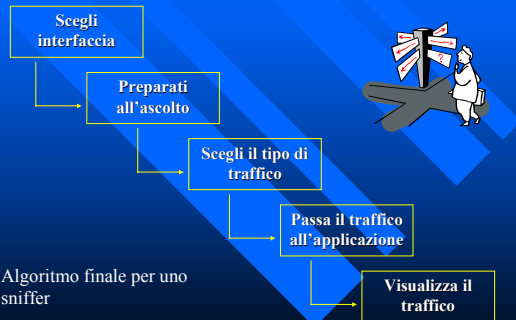 Scegli
interfaccia
Preparati
all'ascolto
Scegli il tipo di
traffico
Passa il traffico
all'applicazione
Visualizza il
traffico
Algoritmo finale per uno
sniffer
?